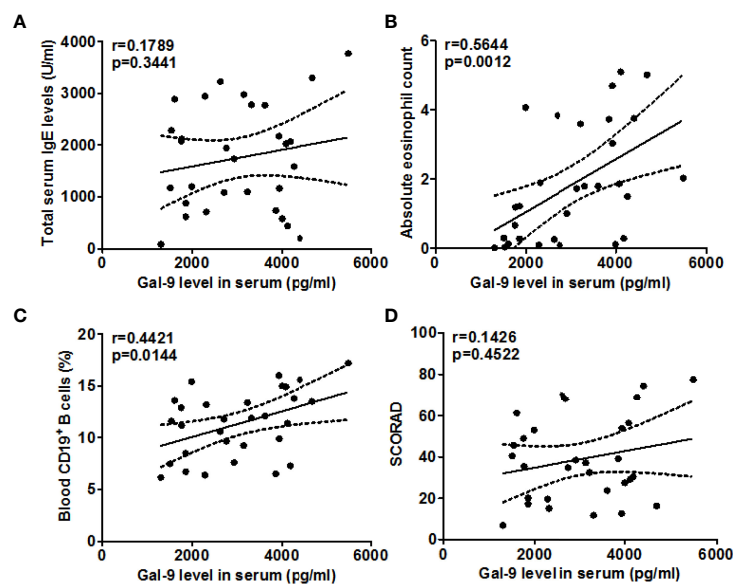 A
r=0.1789
p=0.3441
Total serum IgE levels (U/ml)
4000
3000
2000
1000
0
0 2000 4000 6000
Gal-9 level in serum (pg/ml)
B
r=0.5644
p=0.0012
Absolute eosinophil count
6
4
2
0
0 2000 4000 6000
Gal-9 level in serum (pg/ml)
C
r=0.4421
p=0.0144
Blood CD19⁺ B cells (%)
20
15
10
5
0
0 2000 4000 6000
Gal-9 level in serum (pg/ml)
D
r=0.1426
p=0.4522
SCORAD
100
80
60
40
20
0
0 2000 4000 6000
Gal-9 level in serum (pg/ml)